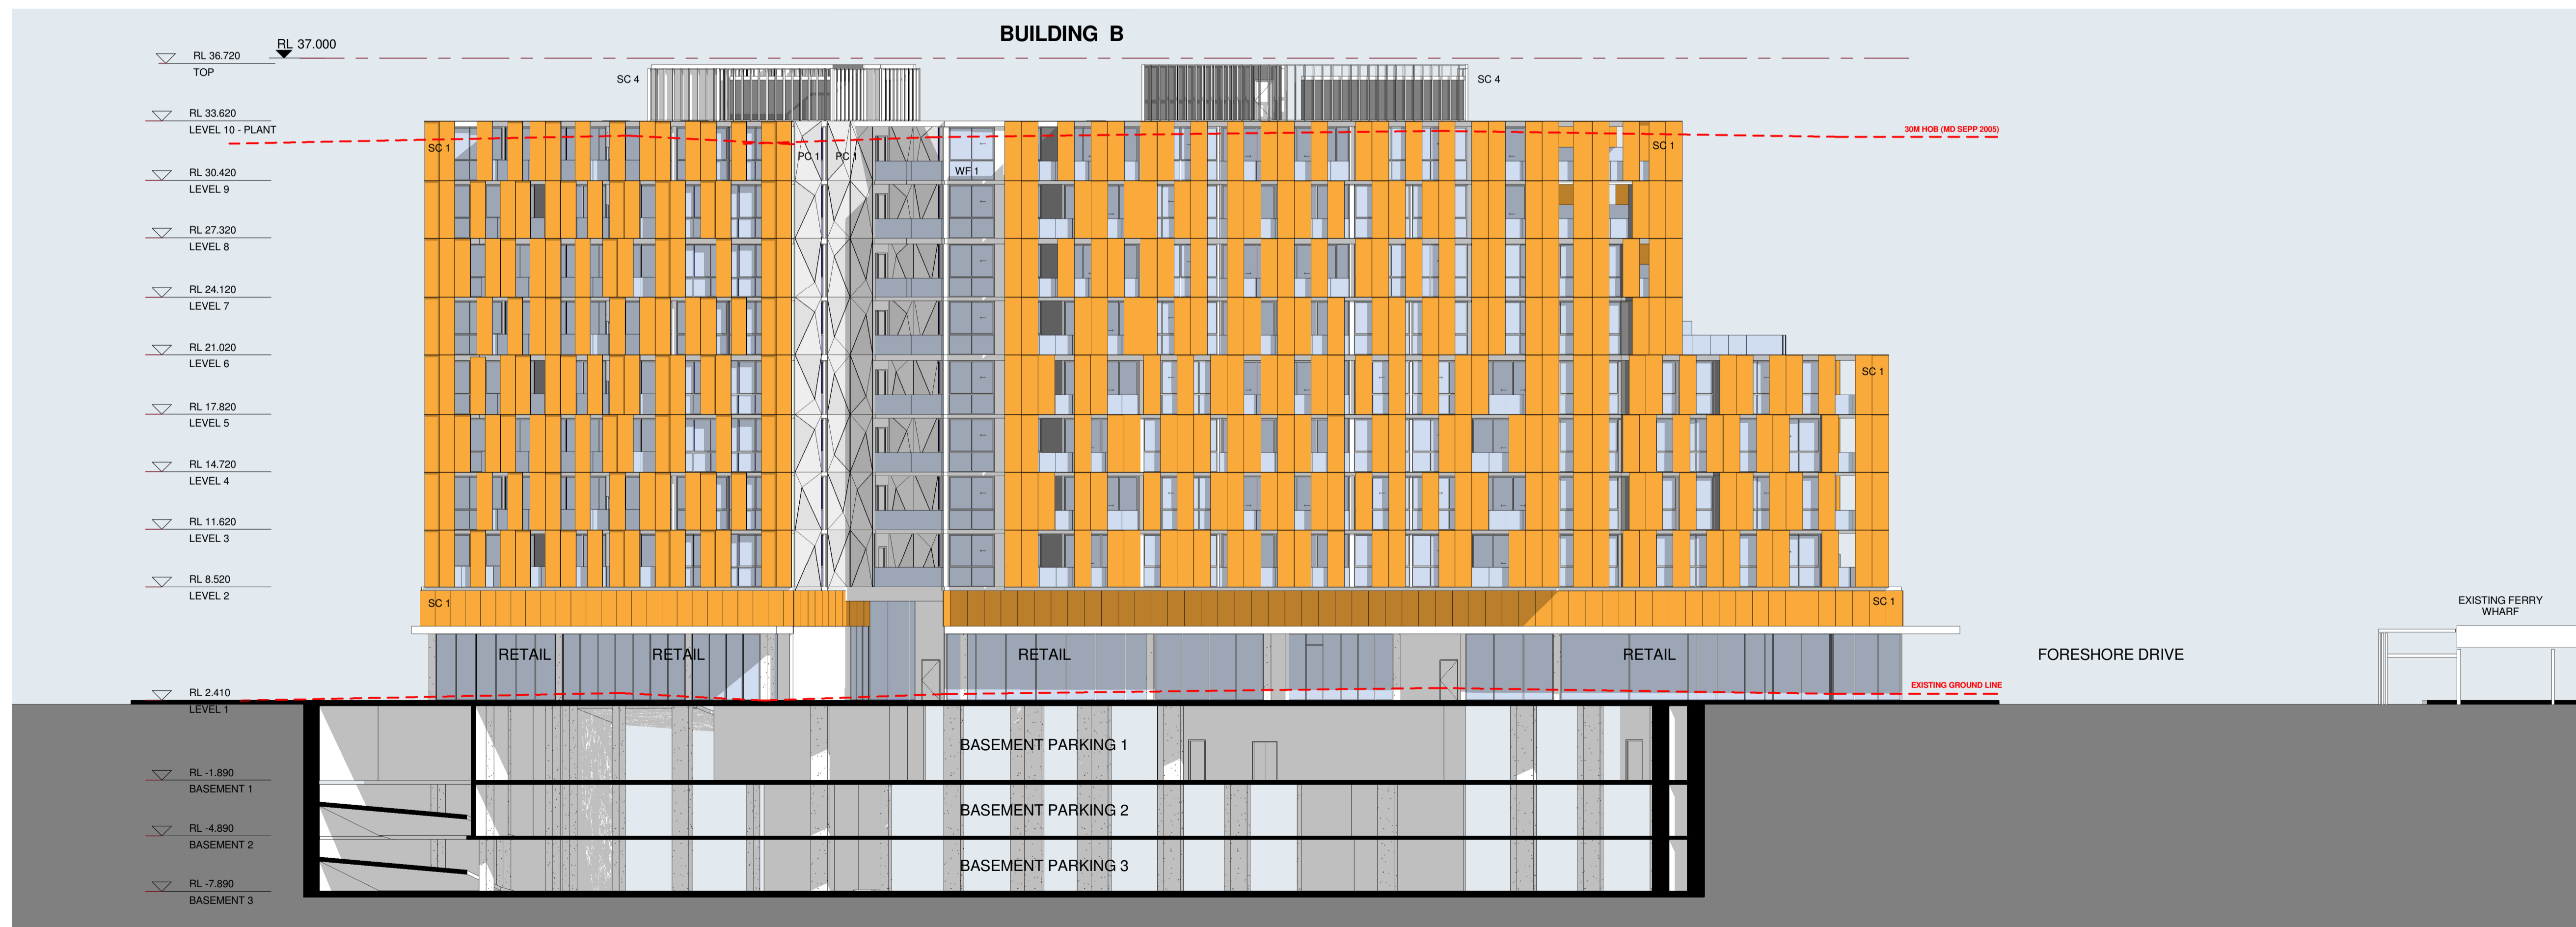 BUILDING B
RL 37.000
RL 36.720
TOP
SC 4
SC 4
RL 33.620
LEVEL 10 - PLANT
30M HOB (MD SEPP 2005)
SC 1
PC 1
PC 1
SC 1
WF 1
RL 30.420
LEVEL 9
RL 27.320
LEVEL 8
RL 24.120
LEVEL 7
RL 21.020
LEVEL 6
SC 1
RL 17.820
LEVEL 5
RL 14.720
LEVEL 4
RL 11.620
LEVEL 3
RL 8.520
LEVEL 2
SC 1
SC 1
EXISTING FERRY
WHARF
RETAIL
RETAIL
RETAIL
RETAIL
FORESHORE DRIVE
EXISTING GROUND LINE
RL 2.410
LEVEL 1
BASEMENT PARKING 1
RL -1.890
BASEMENT 1
BASEMENT PARKING 2
RL -4.890
BASEMENT 2
BASEMENT PARKING 3
RL -7.890
BASEMENT 3